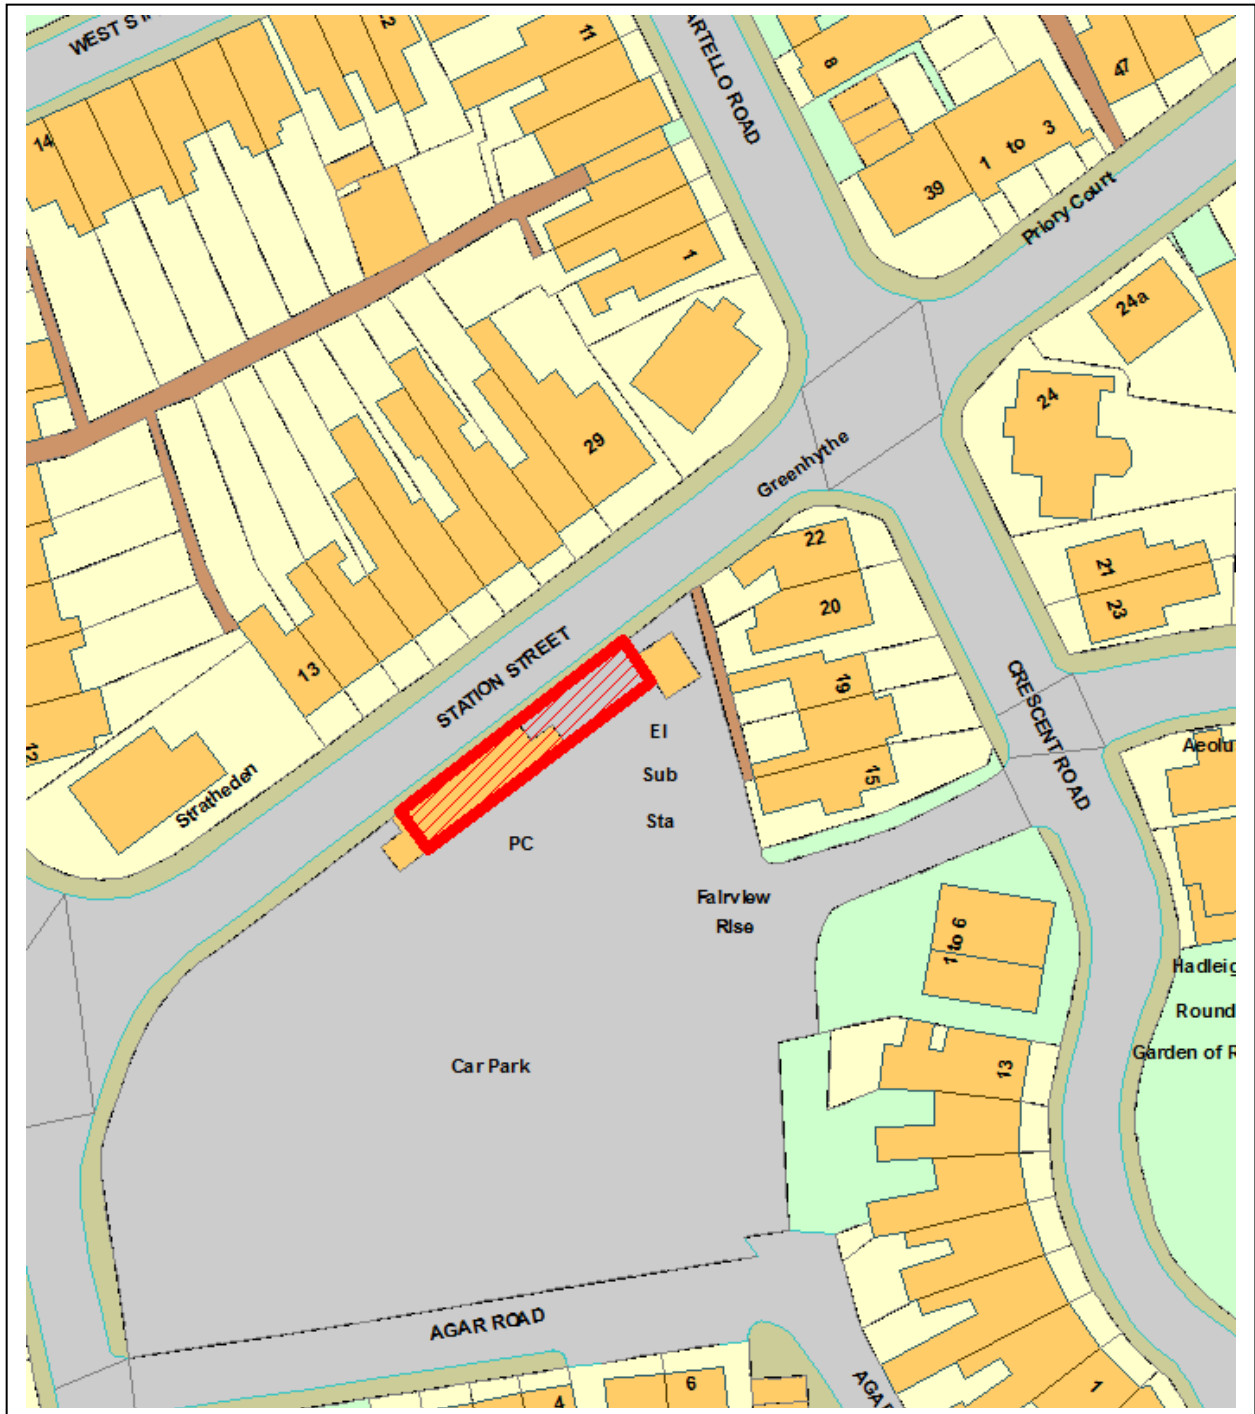 WEST
2
11
ARTELLO ROAD
8
47
14
1 to 3
39
Priory Court
1
24a
24
29
Greenhythe
22
21
20
23
STATION STREET
13
19
CRESCENT ROAD
El
Sub
Sta
Aeolu
15
Stratheden
PC
Fairview
Rise
1 to 6
Hadleig
Round
Garden of R
Car Park
13
AGAR ROAD
AGA
6
4
1